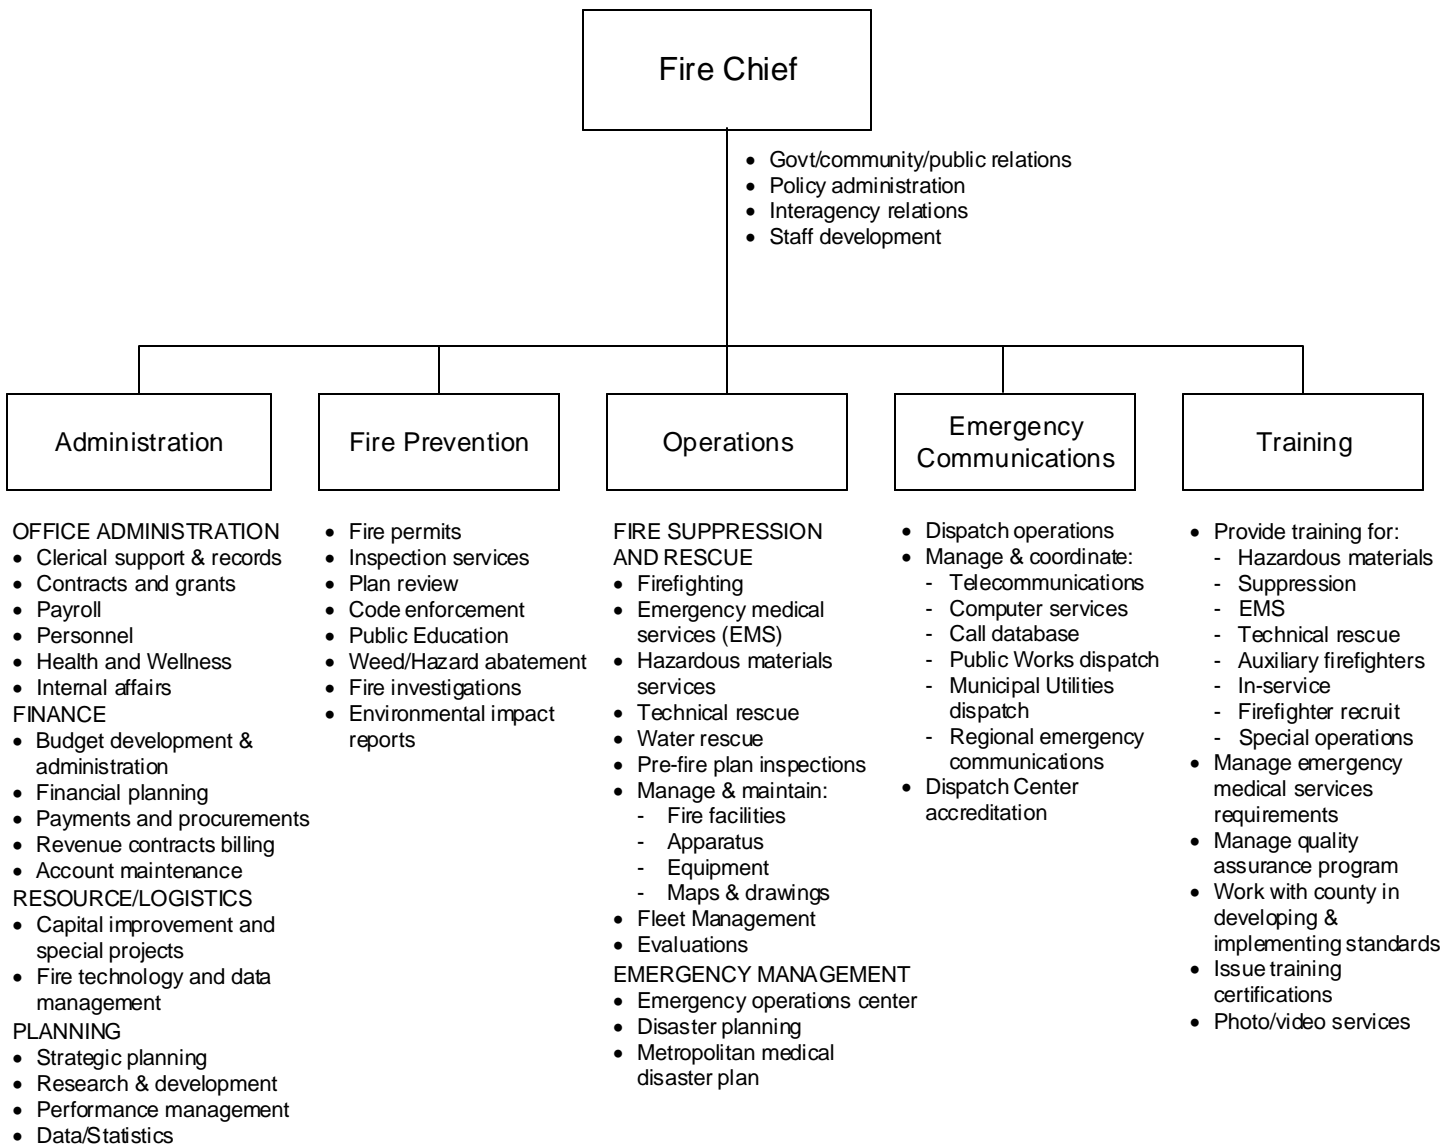 Fire Chief
• Govt/community/public relations
• Policy administration
• Interagency relations
• Staff development
Administration
OFFICE ADMINISTRATION
• Clerical support & records
• Contracts and grants
• Payroll
• Personnel
• Health and Wellness
• Internal affairs
FINANCE
• Budget development &
administration
• Financial planning
• Payments and procurements
• Revenue contracts billing
• Account maintenance
RESOURCE/LOGISTICS
• Capital improvement and
special projects
• Fire technology and data
management
PLANNING
• Strategic planning
• Research & development
• Performance management
• Data/Statistics
Fire Prevention
• Fire permits
• Inspection services
• Plan review
• Code enforcement
• Public Education
• Weed/Hazard abatement
• Fire investigations
• Environmental impact
reports
Operations
FIRE SUPPRESSION
AND RESCUE
• Firefighting
• Emergency medical
services (EMS)
• Hazardous materials
services
• Technical rescue
• Water rescue
• Pre-fire plan inspections
• Manage & maintain:
- Fire facilities
- Apparatus
- Equipment
- Maps & drawings
• Fleet Management
• Evaluations
EMERGENCY MANAGEMENT
• Emergency operations center
• Disaster planning
• Metropolitan medical
disaster plan
Emergency
Communications
• Dispatch operations
• Manage & coordinate:
- Telecommunications
- Computer services
- Call database
- Public Works dispatch
- Municipal Utilities
dispatch
- Regional emergency
communications
• Dispatch Center
accreditation
Training
• Provide training for:
- Hazardous materials
- Suppression
- EMS
- Technical rescue
- Auxiliary firefighters
- In-service
- Firefighter recruit
- Special operations
• Manage emergency
medical services
requirements
• Manage quality
assurance program
• Work with county in
developing &
implementing standards
• Issue training
certifications
• Photo/video services